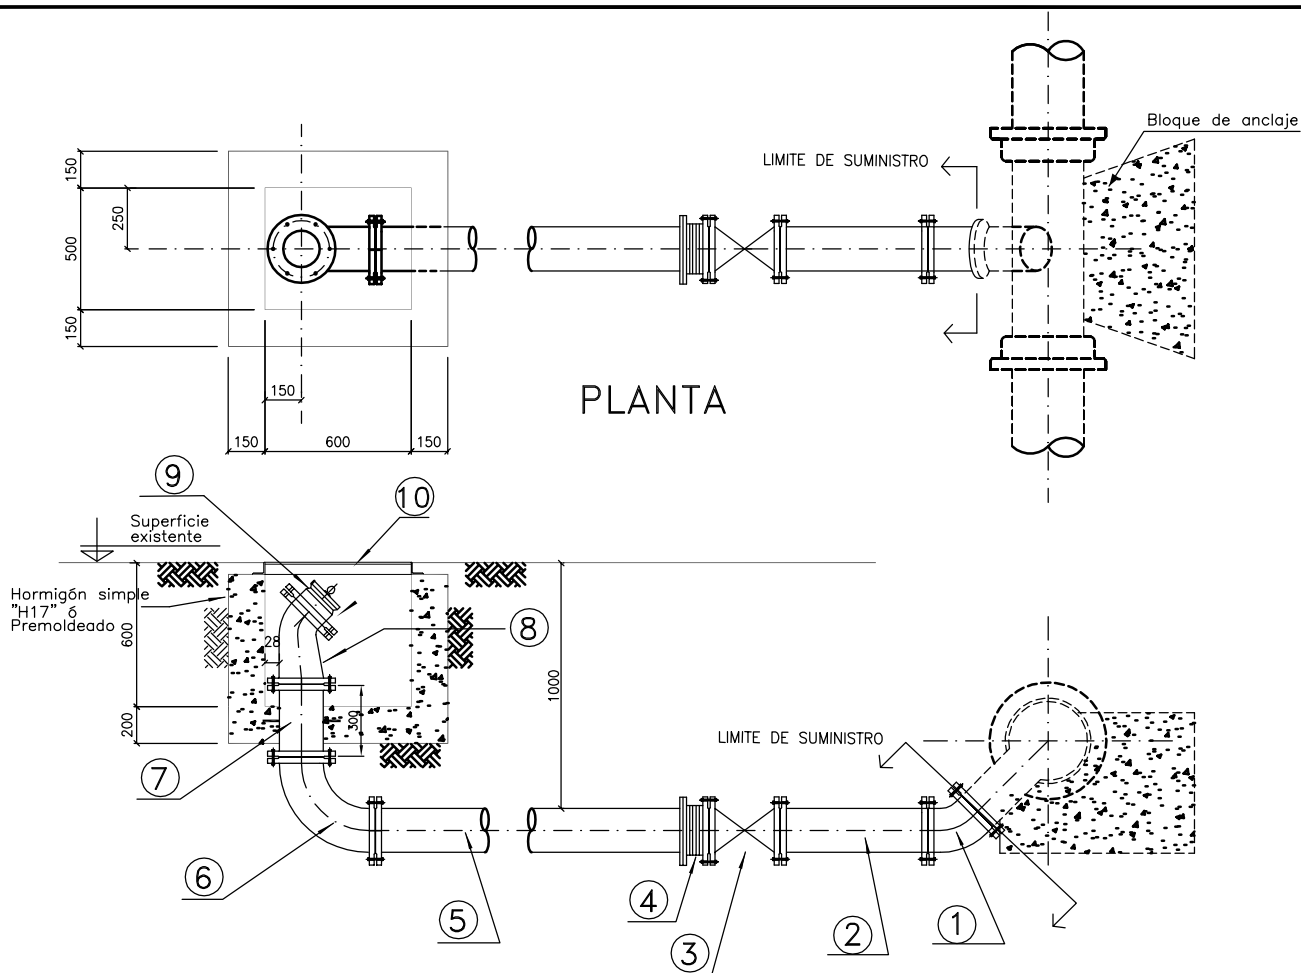 Bloque de anclaje
LIMITE DE SUMINISTRO
150
250
500
150
150
150
600
150
PLANTA
9
10
Superficie
existente
Hormigón simple
"H17" ó
Premoldeado
600
28
8
1000
300
200
LIMITE DE SUMINISTRO
7
6
5
4
3
2
1